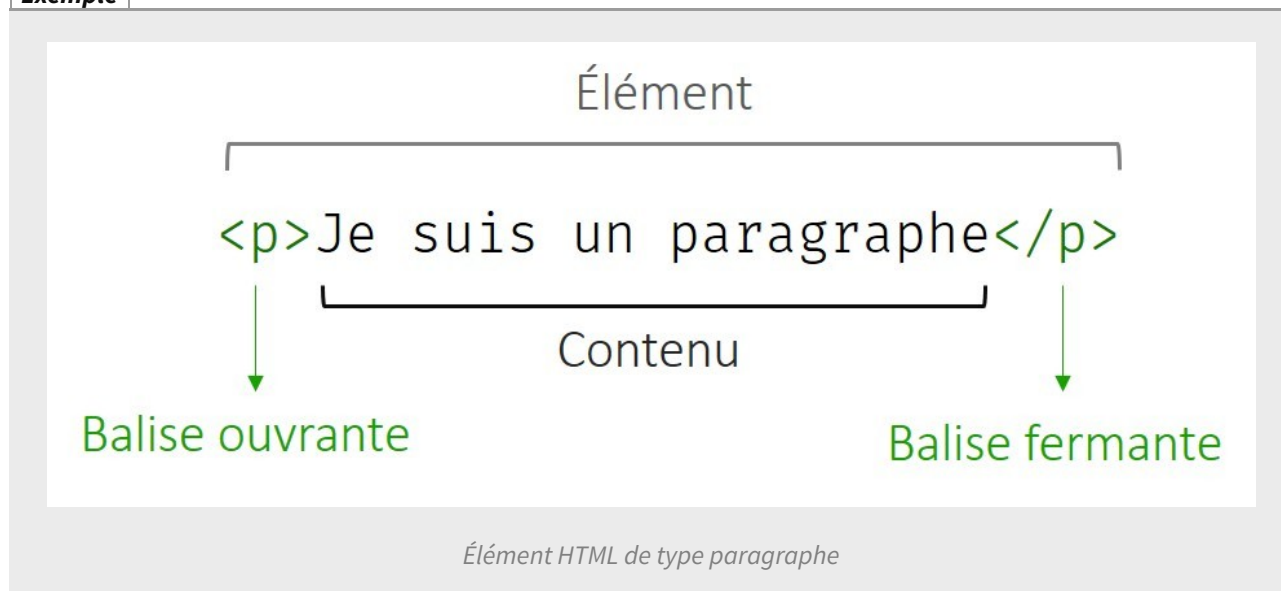 Exemple
Élément
<p>Je suis un paragraphe</p>
Contenu
Balise ouvrante
Balise fermante
Élément HTML de type paragraphe